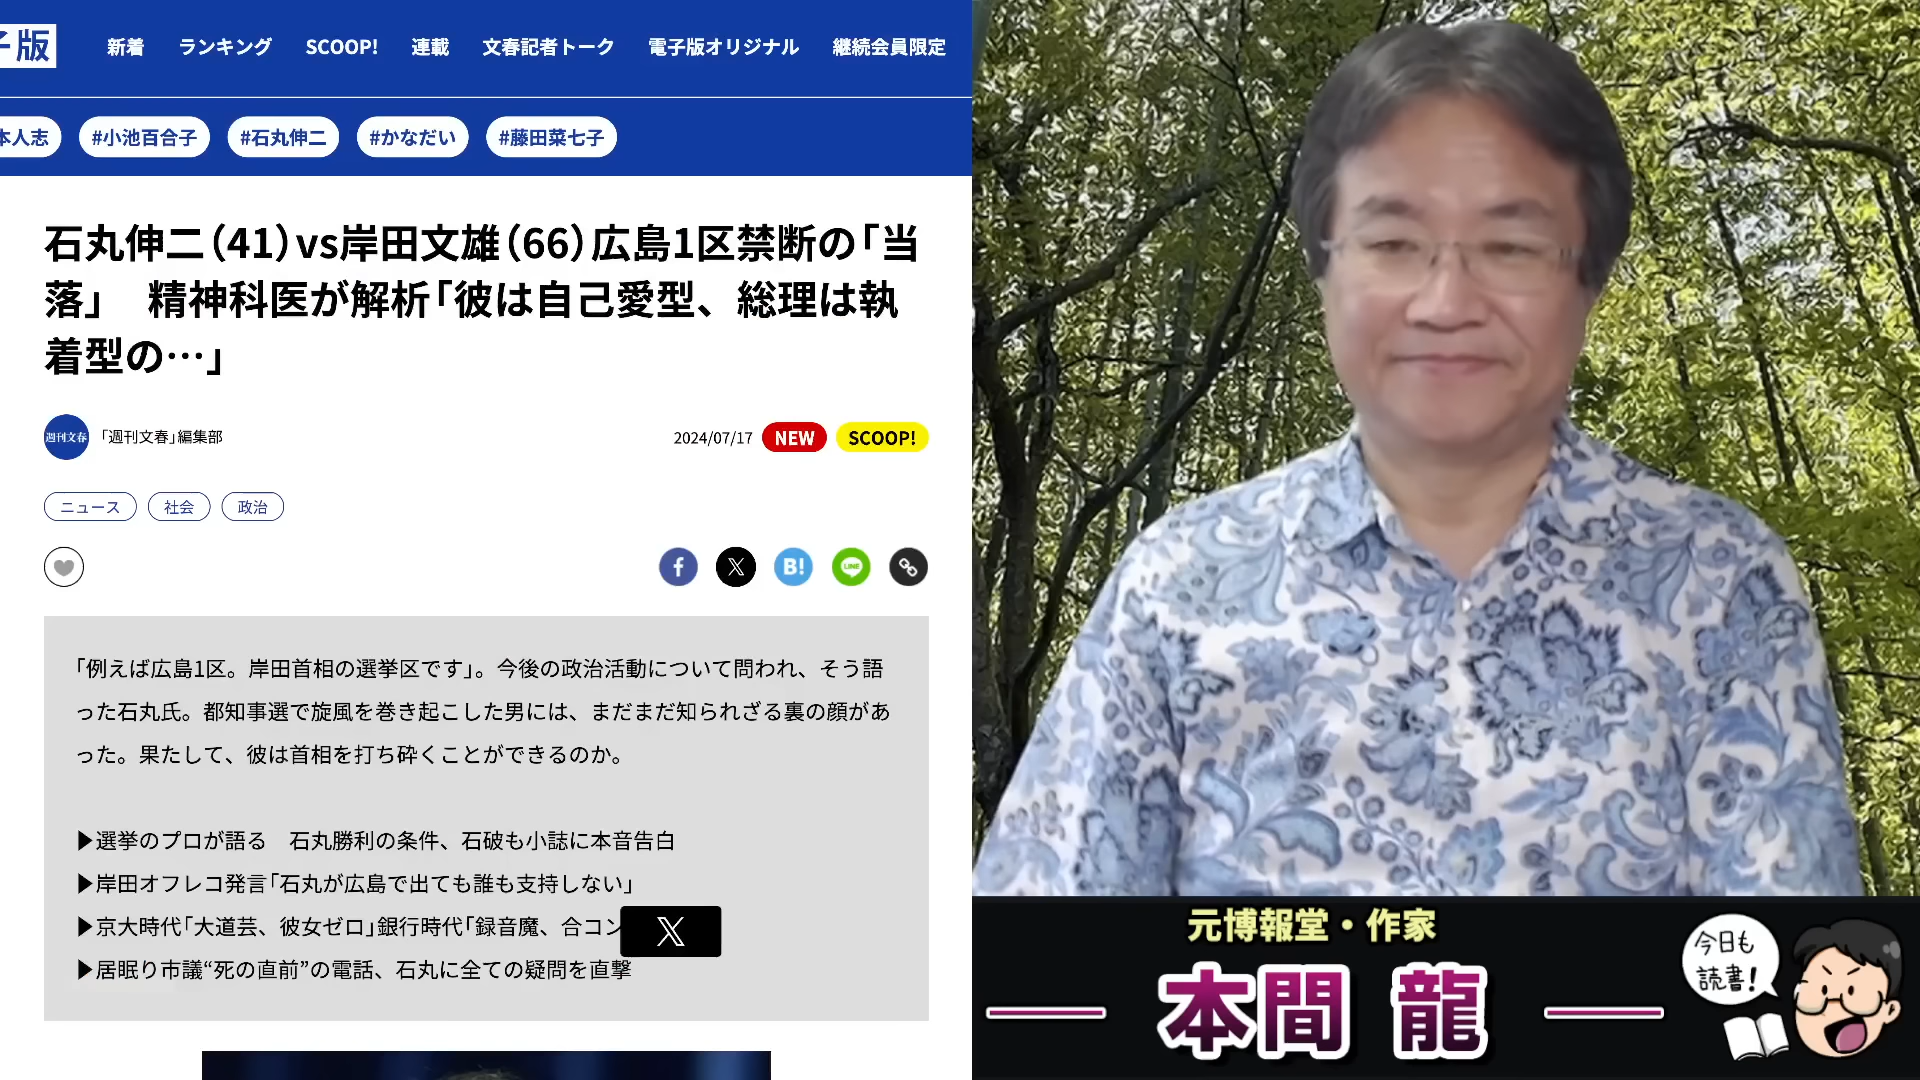 子版
新着 ランキング SCOOP! 連載 文春記者トーク 電子版オリジナル 継続会員限定
本人志 #小池百合子 #石丸伸二 #かなだい #藤田菜七子
石丸伸二（41）vs岸田文雄（66）広島1区禁断の「当
落」　精神科医が解析「彼は自己愛型、総理は執
着型の…」
週刊文春 「週刊文春」編集部 2024/07/17 NEW SCOOP!
ニュース 社会 政治
f X B! LINE
「例えば広島1区。岸田首相の選挙区です」。今後の政治活動について問われ、そう語
った石丸氏。都知事選で旋風を巻き起こした男には、まだまだ知られざる裏の顔があ
った。果たして、彼は首相を打ち砕くことができるのか。
▶選挙のプロが語る　石丸勝利の条件、石破も小誌に本音告白
▶岸田オフレコ発言「石丸が広島で出ても誰も支持しない」
▶京大時代「大道芸、彼女ゼロ」銀行時代「録音魔、合コン
X
▶居眠り市議“死の直前”の電話、石丸に全ての疑問を直撃
元博報堂・作家
本間 龍
今日も
読書!